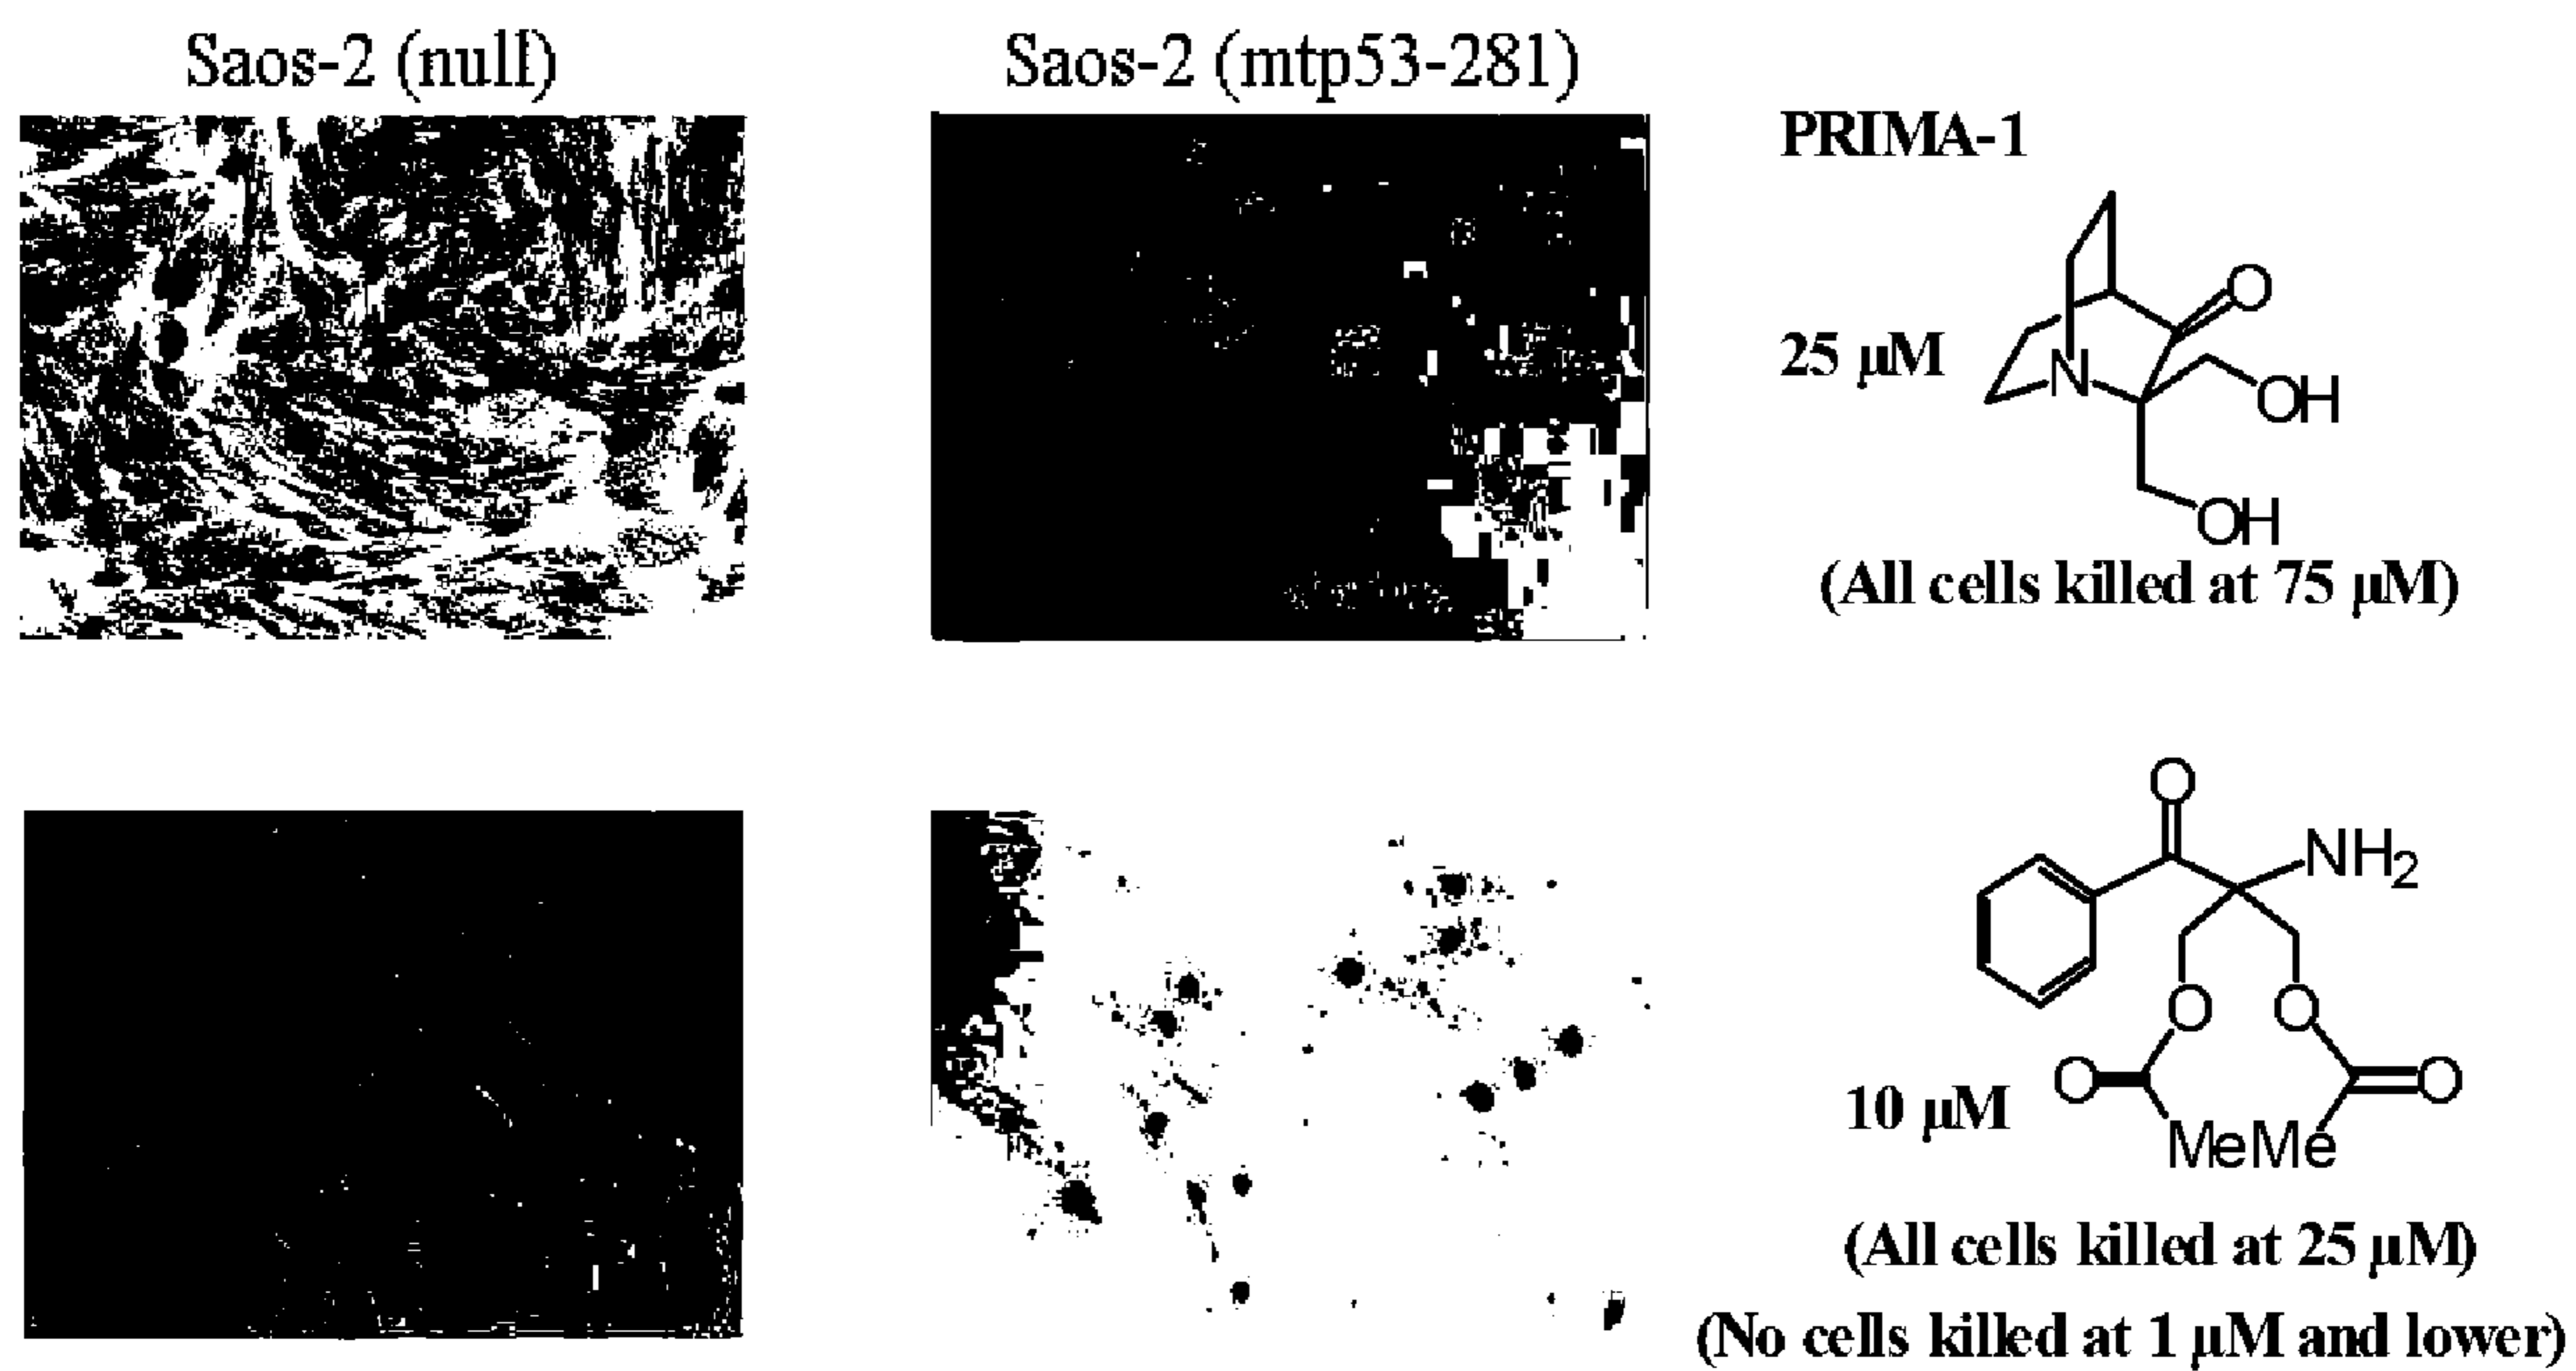 Saos-2 (null)
Saos-2 (mtp53-281)
PRIMA-1
25 µM
O
N
OH
OH
(All cells killed at 75 µM)
O
NH2
O
O
O
O
10 µM
MeMe
(All cells killed at 25 µM)
(No cells killed at 1 µM and lower)